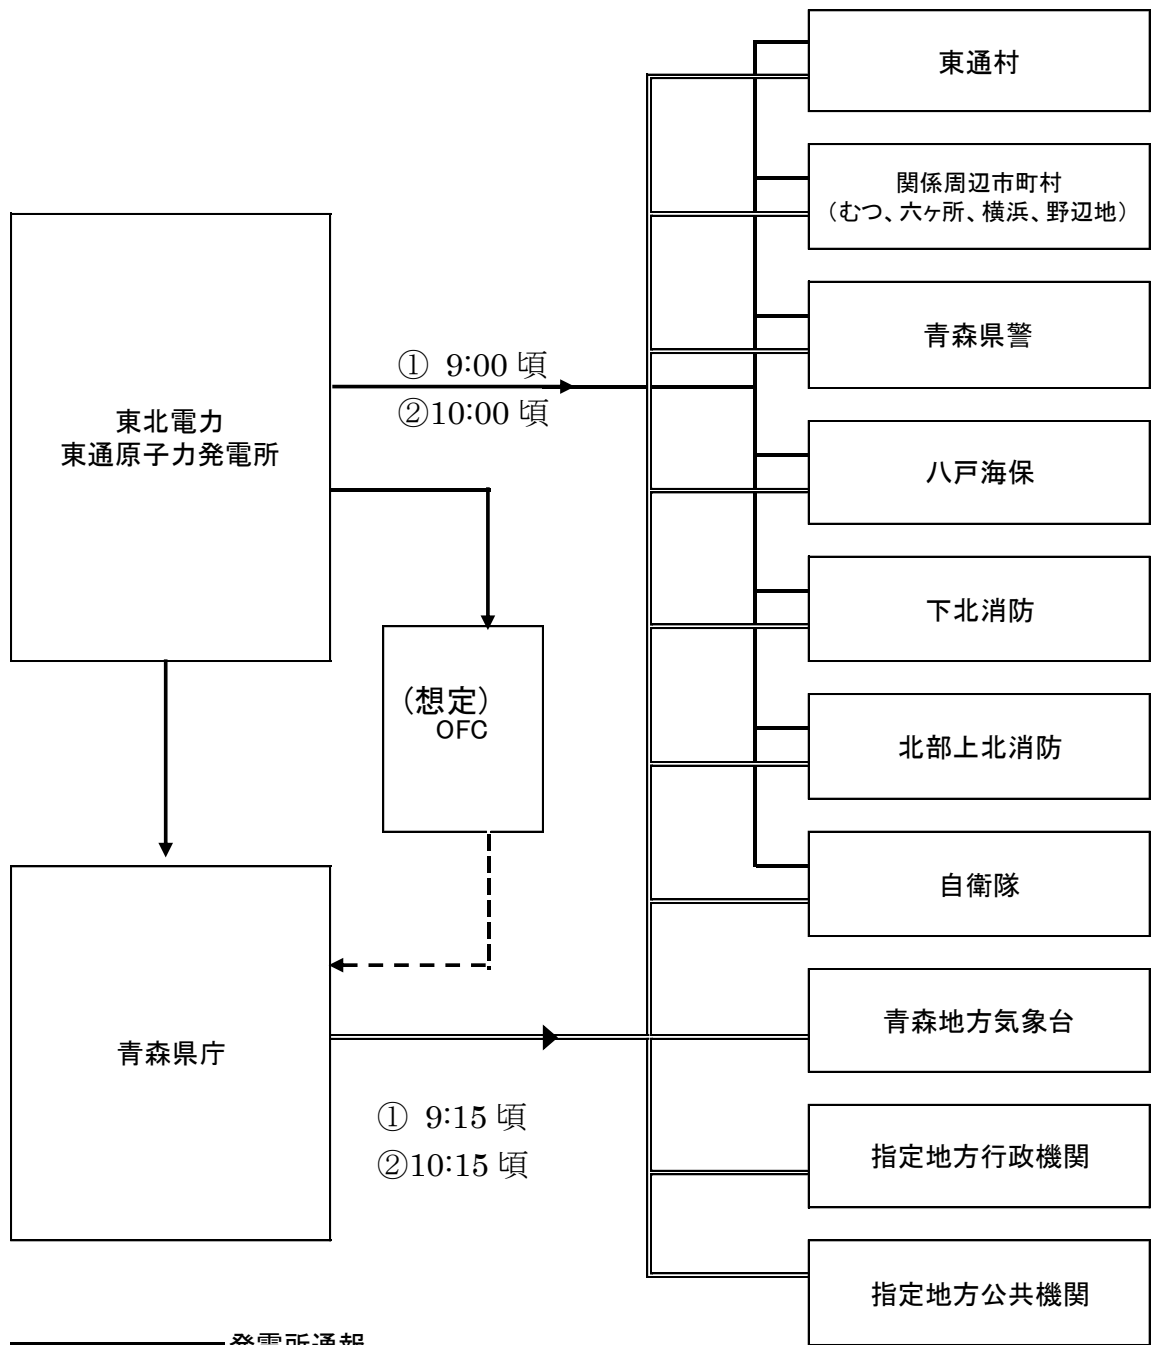 東通村
関係周辺市町村
（むつ、六ヶ所、横浜、野辺地）
青森県警
① 9:00 頃
②10:00 頃
東北電力
東通原子力発電所
八戸海保
下北消防
(想定)
OFC
北部上北消防
自衛隊
青森地方気象台
青森県庁
① 9:15 頃
②10:15 頃
指定地方行政機関
指定地方公共機関
発電所通報